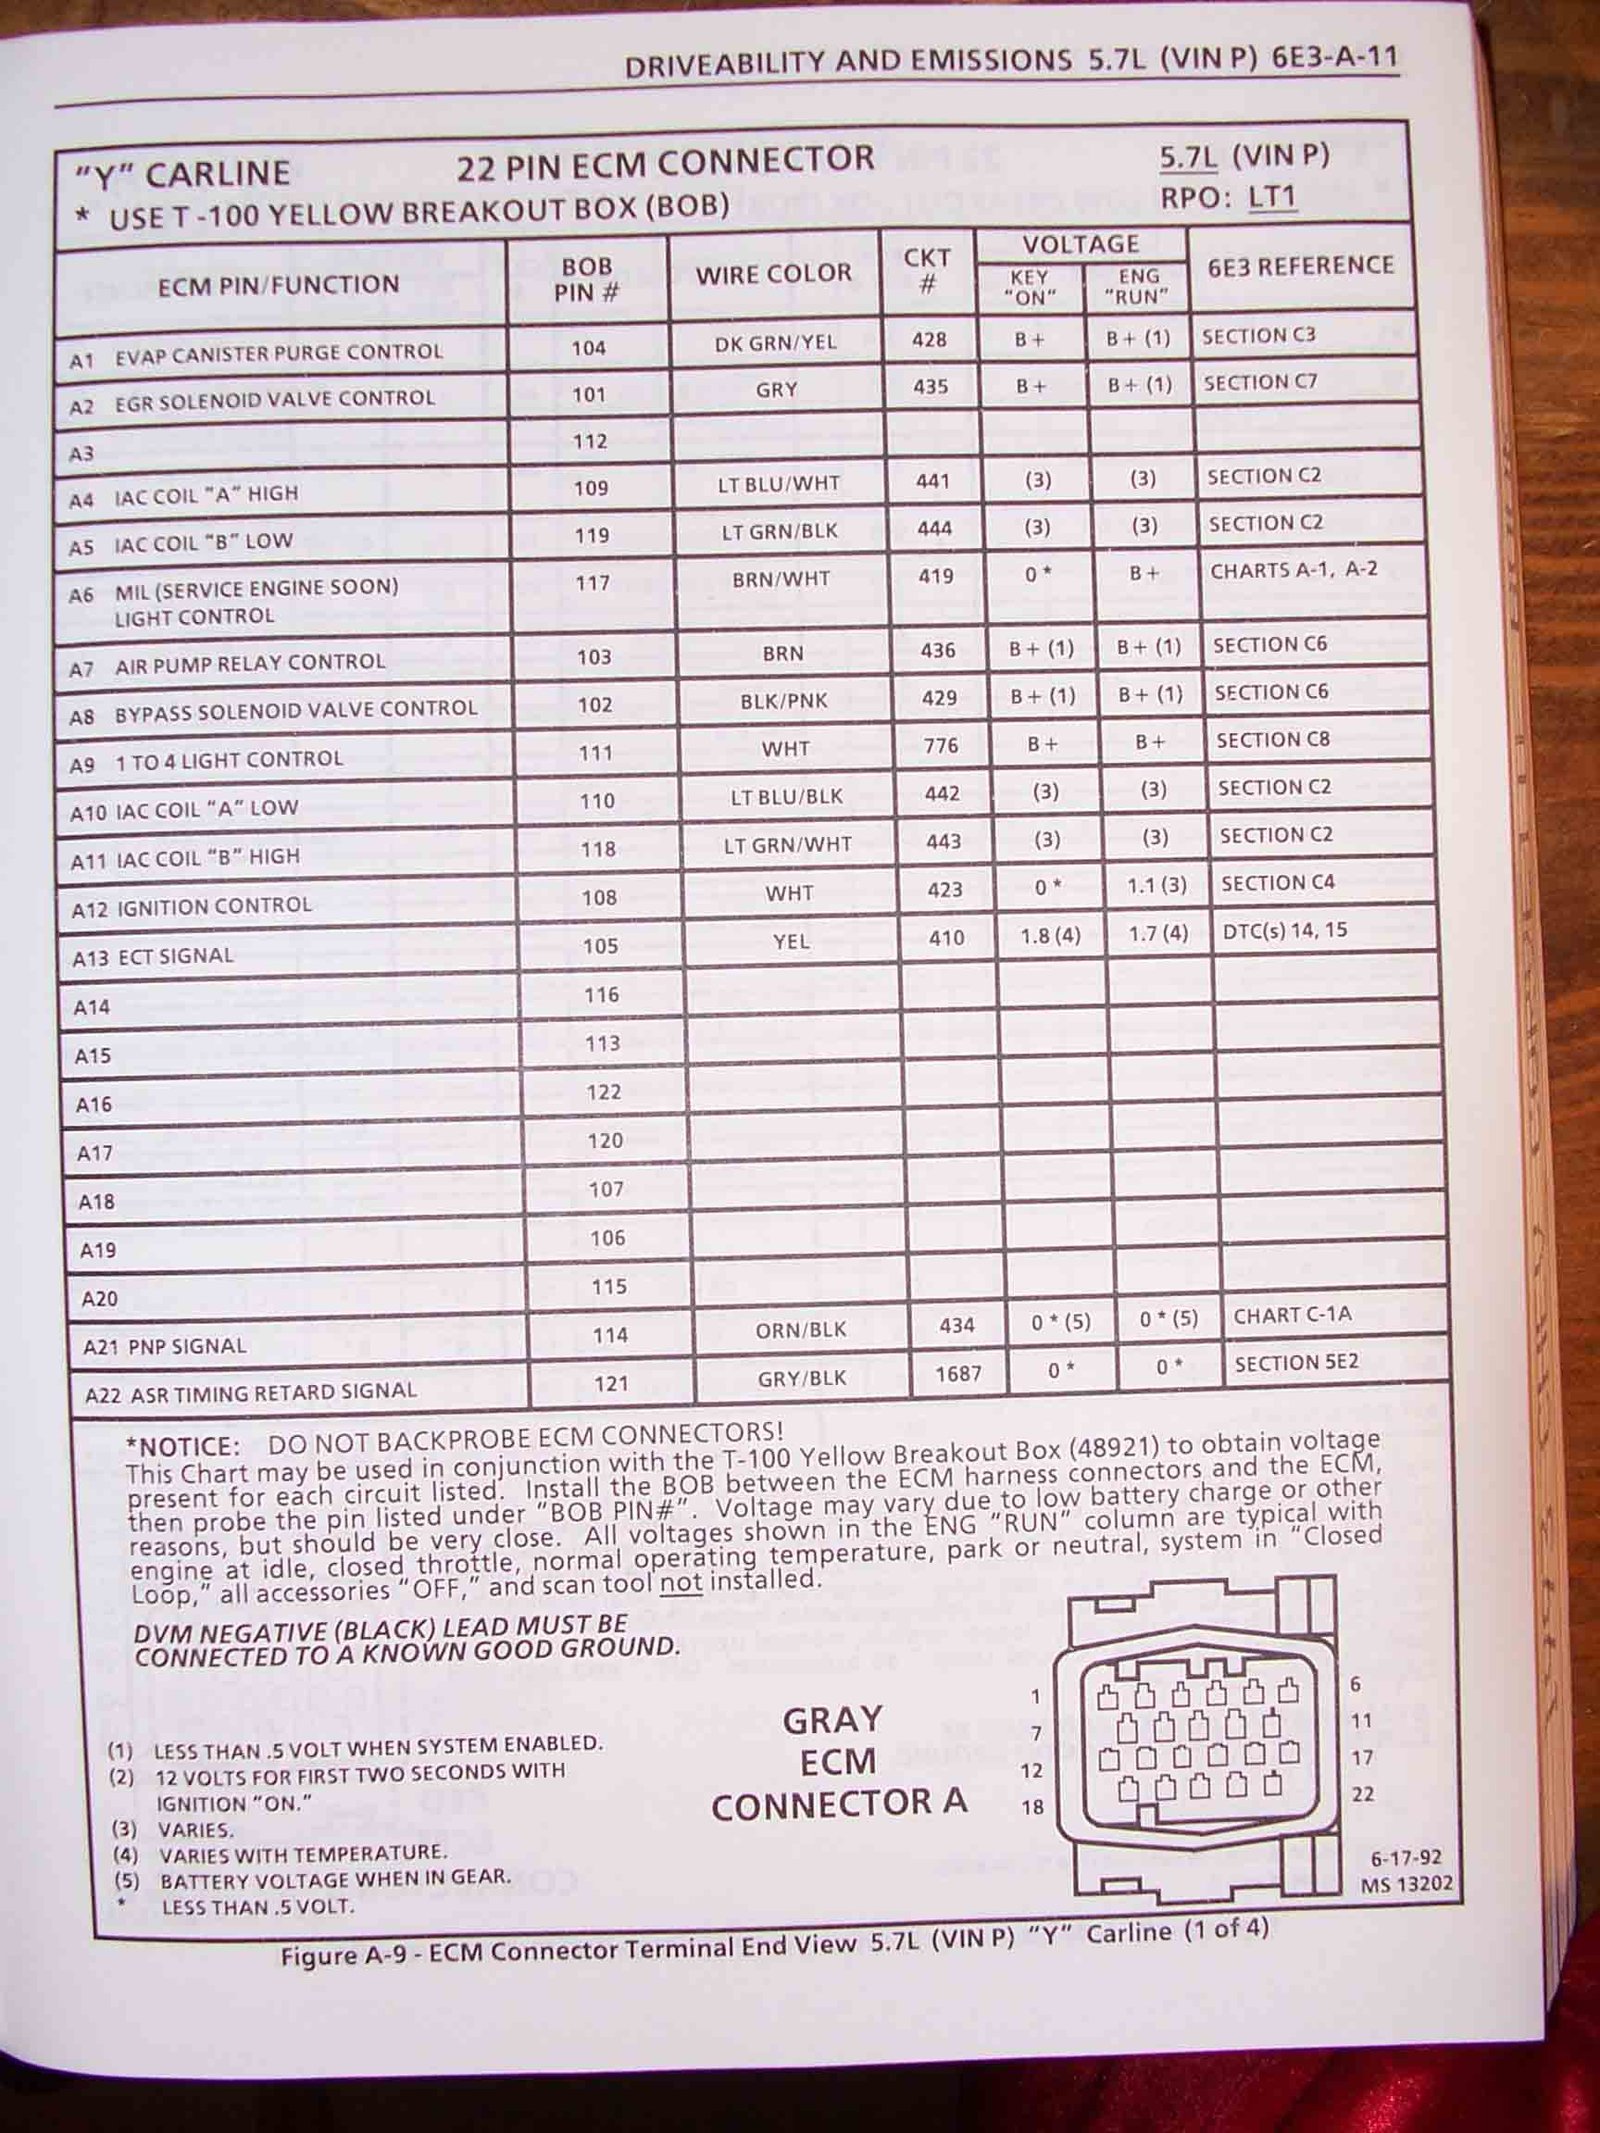 DRIVEABILITY AND EMISSIONS 5.7L (VIN P) 6E3-A-11
"Y" CARLINE 22 PIN ECM CONNECTOR 5.7L (VIN P)
* USE T-100 YELLOW BREAKOUT BOX (BOB) RPO: LT1
ECM PIN/FUNCTION BOB PIN # WIRE COLOR CKT # VOLTAGE KEY "ON" ENG "RUN" 6E3 REFERENCE
A1 EVAP CANISTER PURGE CONTROL 104 DK GRN/YEL 428 B+ B+ (1) SECTION C3
A2 EGR SOLENOID VALVE CONTROL 101 GRY 435 B+ B+ (1) SECTION C7
A3 112
A4 IAC COIL "A" HIGH 109 LT BLU/WHT 441 (3) (3) SECTION C2
A5 IAC COIL "B" LOW 119 LT GRN/BLK 444 (3) (3) SECTION C2
A6 MIL (SERVICE ENGINE SOON) 117 BRN/WHT 419 0 * B+ CHARTS A-1, A-2
LIGHT CONTROL
A7 AIR PUMP RELAY CONTROL 103 BRN 436 B+ (1) B+ (1) SECTION C6
A8 BYPASS SOLENOID VALVE CONTROL 102 BLK/PNK 429 B+ (1) B+ (1) SECTION C6
A9 1 TO 4 LIGHT CONTROL 111 WHT 776 B+ B+ SECTION C8
A10 IAC COIL "A" LOW 110 LT BLU/BLK 442 (3) (3) SECTION C2
A11 IAC COIL "B" HIGH 118 LT GRN/WHT 443 (3) (3) SECTION C2
A12 IGNITION CONTROL 108 WHT 423 0 * 1.1 (3) SECTION C4
A13 ECT SIGNAL 105 YEL 410 1.8 (4) 1.7 (4) DTC(s) 14, 15
A14 116
A15 113
A16 122
A17 120
A18 107
A19 106
A20 115
A21 PNP SIGNAL 114 ORN/BLK 434 0 * (5) 0 * (5) CHART C-1A
A22 ASR TIMING RETARD SIGNAL 121 GRY/BLK 1687 0 * 0 * SECTION 5E2
*NOTICE: DO NOT BACKPROBE ECM CONNECTORS!
This Chart may be used in conjunction with the T-100 Yellow Breakout Box (48921) to obtain voltage
present for each circuit listed. Install the BOB between the ECM harness connectors and the ECM,
then probe the pin listed under "BOB PIN#". Voltage may vary due to low battery charge or other
reasons, but should be very close. All voltages shown in the ENG "RUN" column are typical with
engine at idle, closed throttle, normal operating temperature, park or neutral, system in "Closed
Loop," all accessories "OFF," and scan tool not installed.
DVM NEGATIVE (BLACK) LEAD MUST BE
CONNECTED TO A KNOWN GOOD GROUND.
(1) LESS THAN .5 VOLT WHEN SYSTEM ENABLED.
(2) 12 VOLTS FOR FIRST TWO SECONDS WITH
IGNITION "ON."
(3) VARIES.
(4) VARIES WITH TEMPERATURE.
(5) BATTERY VOLTAGE WHEN IN GEAR.
* LESS THAN .5 VOLT.
GRAY
ECM
CONNECTOR A
1 6
7 11
12 17
18 22
6-17-92
MS 13202
Figure A-9 - ECM Connector Terminal End View 5.7L (VIN P) "Y" Carline (1 of 4)